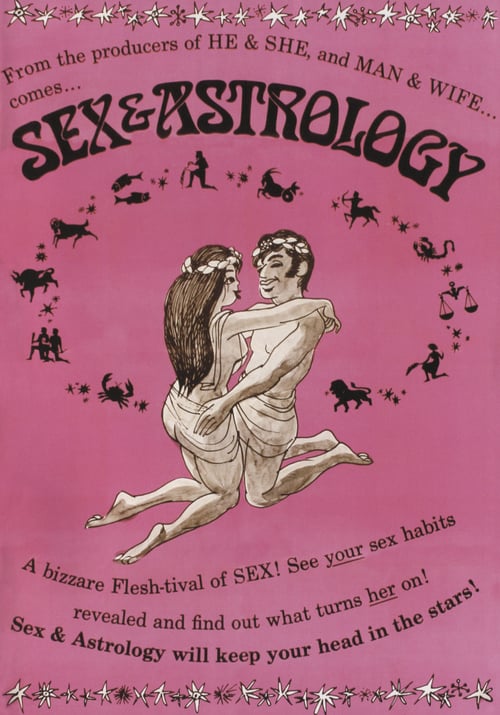 From the producers of HE & SHE, and MAN & WIFE...
comes...
SEX & ASTROLOGY
A bizzare Flesh-tival of SEX! See your sex habits
revealed and find out what turns her on!
Sex & Astrology will keep your head in the stars!